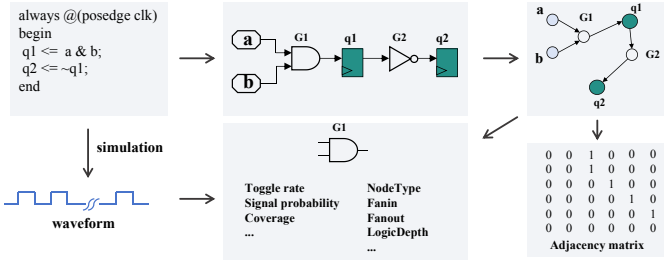 always @(posedge clk)
begin
q1 <= a & b;
q2 <= ~q1;
end
a
b
G1
q1
G2
q2
a
b
G1
q1
G2
q2
simulation
waveform
G1
Toggle rate
Signal probability
Coverage
...
NodeType
Fanin
Fanout
LogicDepth
...
0 0 1 0 0 0
0 0 1 0 0 0
0 0 0 1 0 0
0 0 0 0 1 0
0 0 0 0 0 1
0 0 0 0 0 0
Adjacency matrix